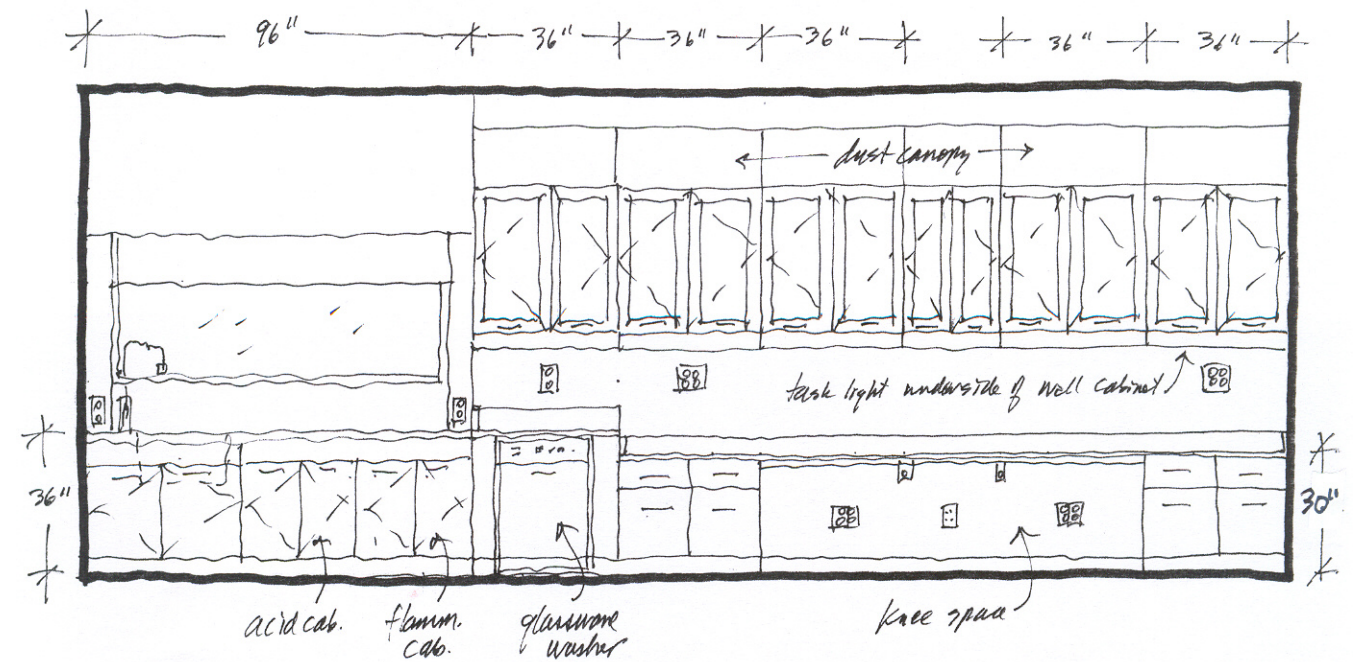 96" 36" 36" 36" 36" 36"
dust canopy
task light underside of wall cabinet
36"
30"
acid cab.
flamm.
cab.
glassware
washer
knee space